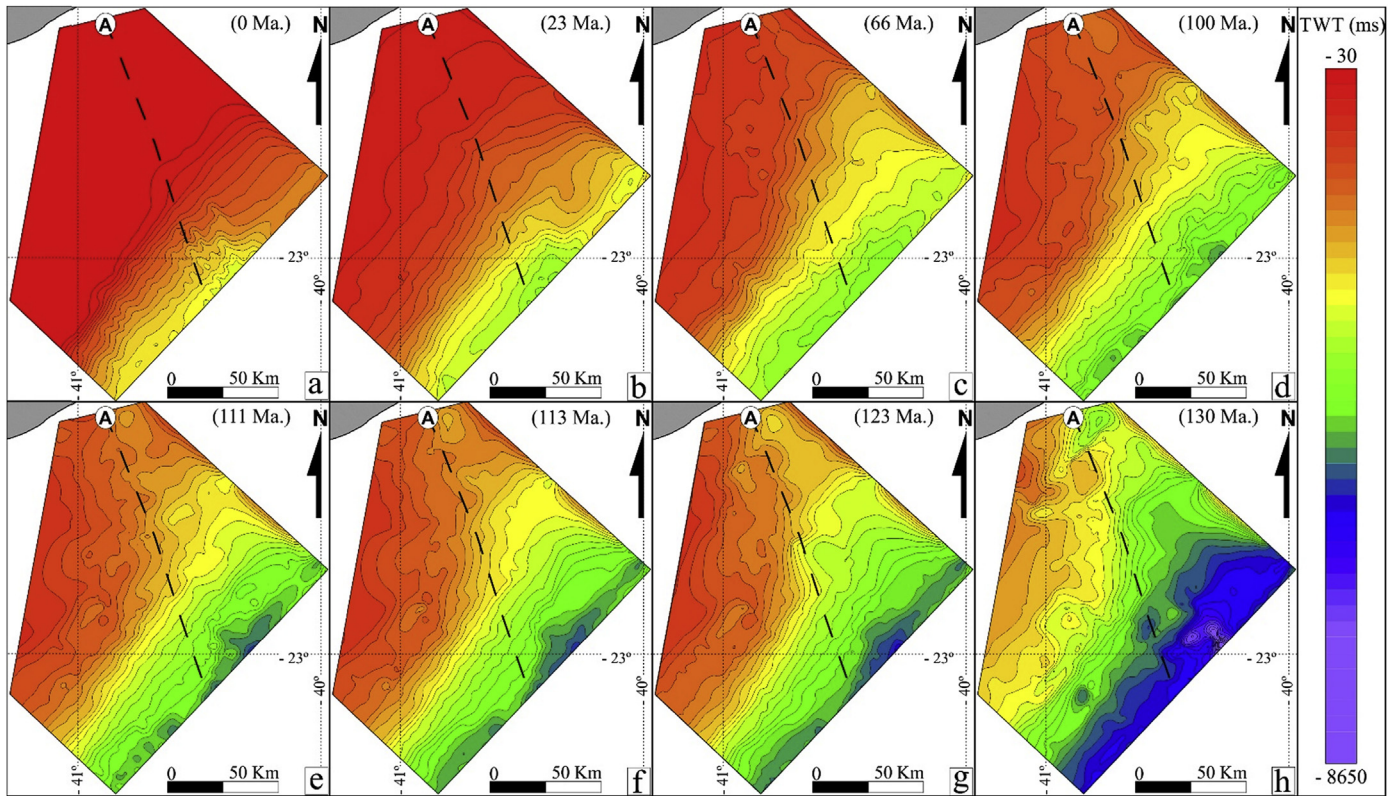 A (0 Ma.) N
- 23°
40°
41°
0 50 Km a
A (23 Ma.) N
- 23°
40°
41°
0 50 Km b
A (66 Ma.) N
- 23°
40°
41°
0 50 Km c
A (100 Ma.) N
- 23°
40°
41°
0 50 Km d
TWT (ms)
- 30
A (111 Ma.) N
- 23°
40°
41°
0 50 Km e
A (113 Ma.) N
- 23°
40°
41°
0 50 Km f
A (123 Ma.) N
- 23°
40°
41°
0 50 Km g
A (130 Ma.) N
- 23°
40°
41°
0 50 Km h
- 8650